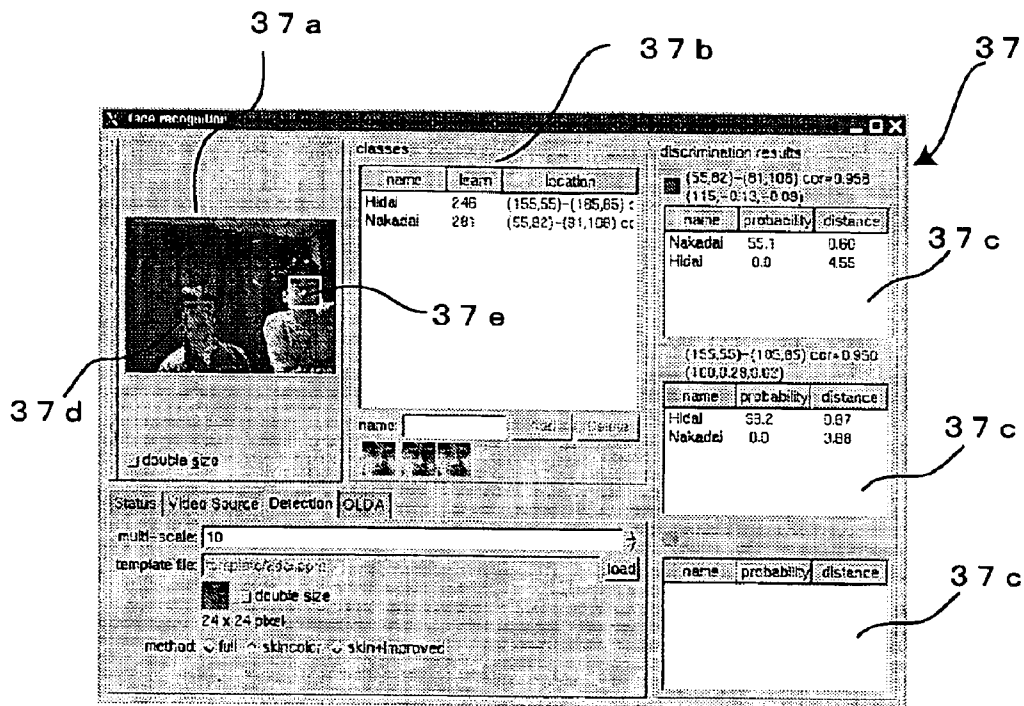 37a
37b
37
X face recognition
classes
name learn location
Hidai 246 (155,55)-(185,85) c
Nakadai 281 (55,82)-(81,108) cc
37e
37d
name:
double size
discrimination results
(55,82)-(81,108) cor=0.958
(115,-0.13,-0.09)
name probability distance
Nakadai 55.1 0.60
Hidai 0.0 4.55
37c
(155,55)-(185,85) cor=0.950
name probability distance
Hidai 0.87
Nakadai 0.0 3.88
37c
name probability distance
37c
Status Video Source Detection OLDA
multi-scale: 10
template file: load
double size
24 x 24 pixel
method: full skincolor skin+improved